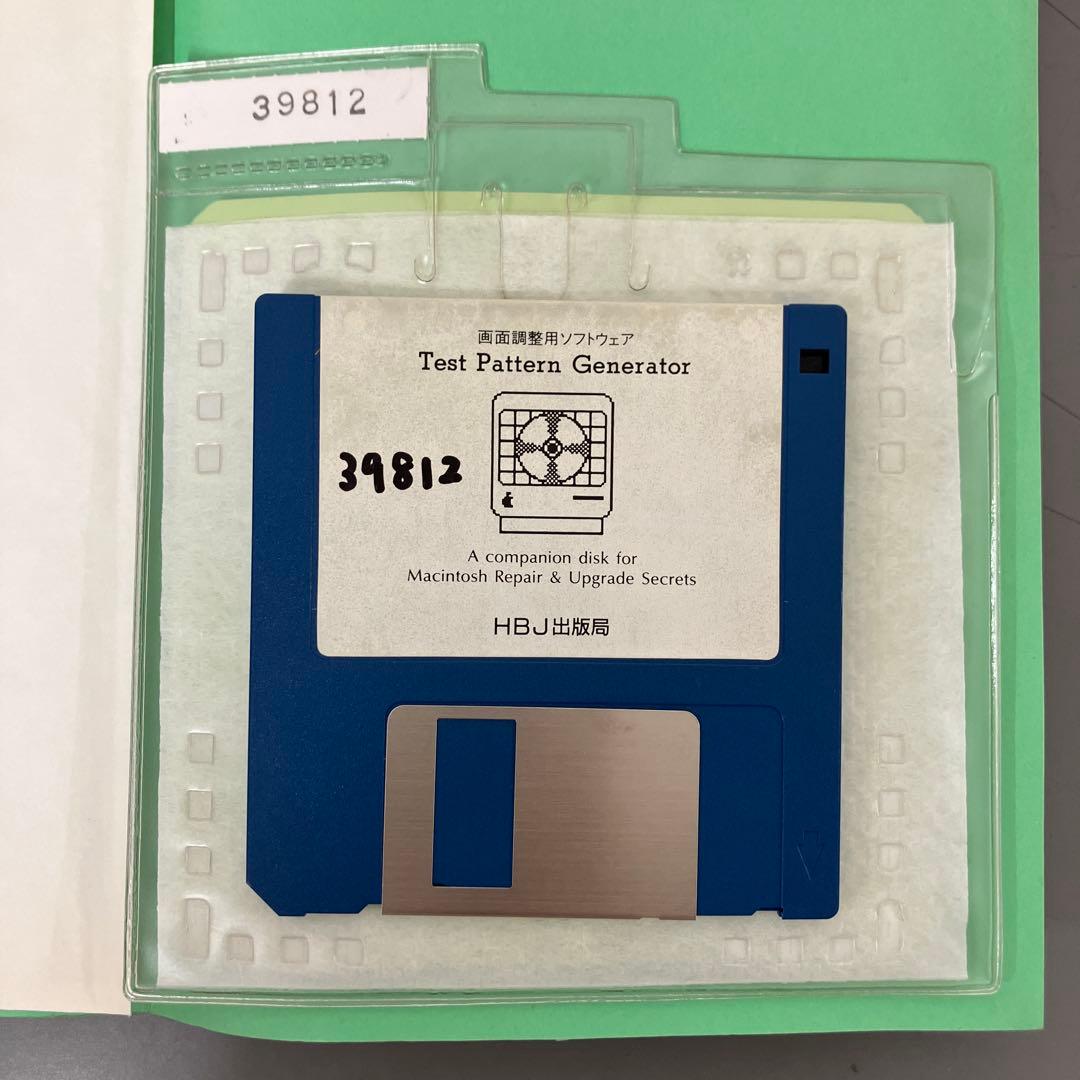 39812
画面調整用ソフトウェア
Test Pattern Generator
39812
A companion disk for
Macintosh Repair & Upgrade Secrets
HBJ出版局